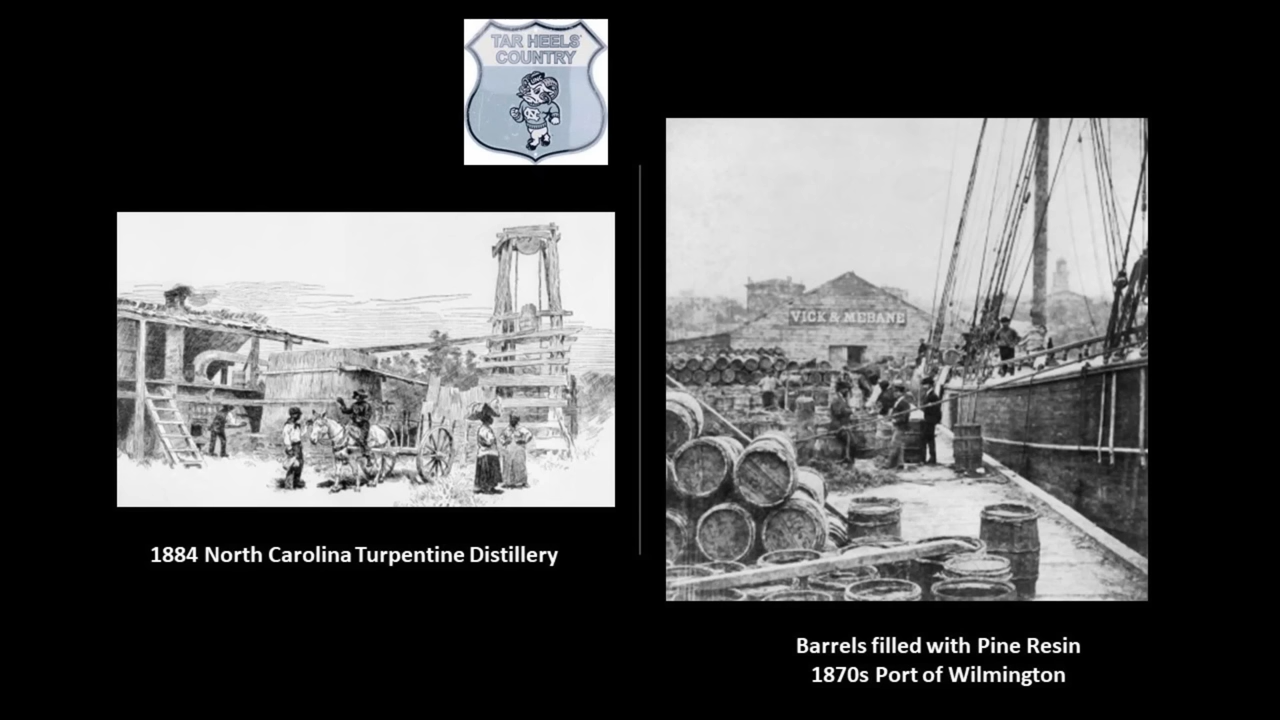 TAR HEELS
COUNTRY
NC
VICK & MEBANE
1884 North Carolina Turpentine Distillery
Barrels filled with Pine Resin
1870s Port of Wilmington